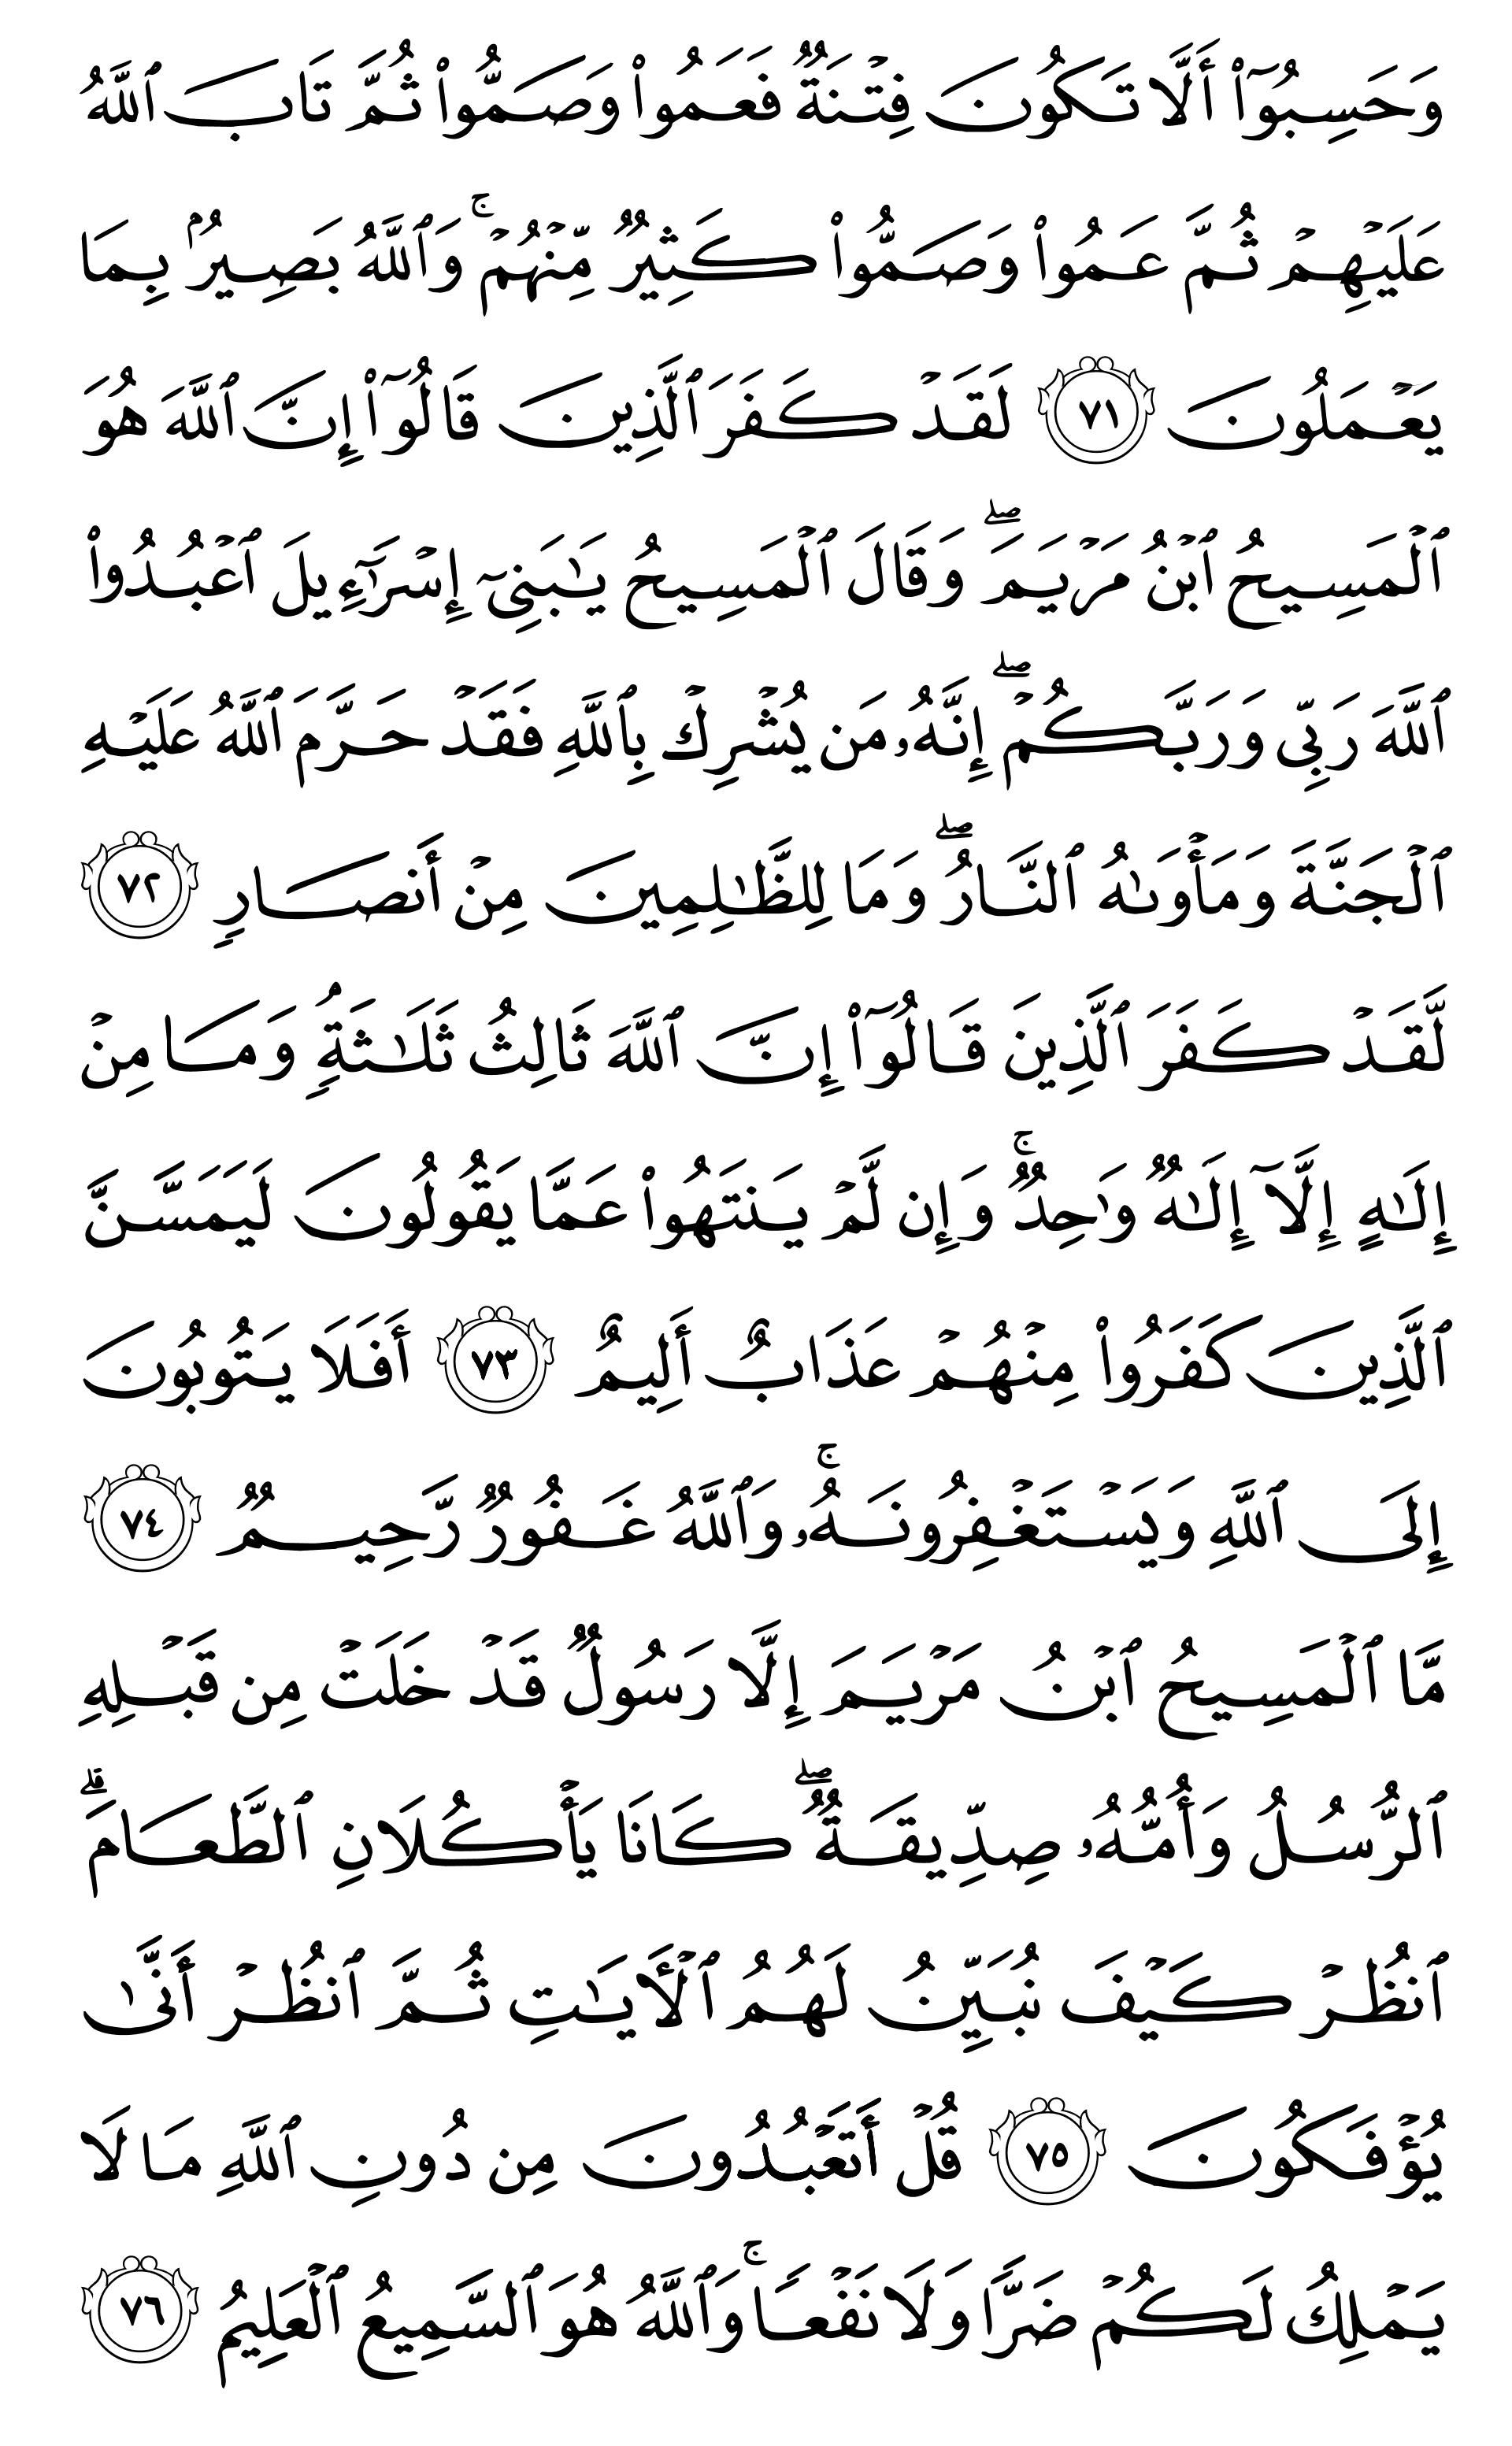 وَحَسِبُوٓا۟ أَلَّا تَكُونَ فِتْنَةٌ فَعَمُوا۟ وَصَمُّوا۟ ثُمَّ تَابَ ٱللَّهُ
عَلَيْهِمْ ثُمَّ عَمُوا۟ وَصَمُّوا۟ كَثِيرٌ مِّنْهُمْ ۚ وَٱللَّهُ بَصِيرٌۢ بِمَا
يَعْمَلُونَ ٧١ لَقَدْ كَفَرَ ٱلَّذِينَ قَالُوٓا۟ إِنَّ ٱللَّهَ هُوَ
ٱلْمَسِيحُ ٱبْنُ مَرْيَمَ ۖ وَقَالَ ٱلْمَسِيحُ يَـٰبَنِىٓ إِسْرَٰٓءِيلَ ٱعْبُدُوا۟
ٱللَّهَ رَبِّى وَرَبَّكُمْ ۖ إِنَّهُۥ مَن يُشْرِكْ بِٱللَّهِ فَقَدْ حَرَّمَ ٱللَّهُ عَلَيْهِ
ٱلْجَنَّةَ وَمَأْوَىٰهُ ٱلنَّارُ ۖ وَمَا لِلظَّـٰلِمِينَ مِنْ أَنصَارٍ ٧٢
لَّقَدْ كَفَرَ ٱلَّذِينَ قَالُوٓا۟ إِنَّ ٱللَّهَ ثَالِثُ ثَلَـٰثَةٍۘ وَمَا مِنْ
إِلَـٰهٍ إِلَّآ إِلَـٰهٌ وَٰحِدٌ ۚ وَإِن لَّمْ يَنتَهُوا۟ عَمَّا يَقُولُونَ لَيَمَسَّنَّ
ٱلَّذِينَ كَفَرُوا۟ مِنْهُمْ عَذَابٌ أَلِيمٌ ٧٣ أَفَلَا يَتُوبُونَ
إِلَى ٱللَّهِ وَيَسْتَغْفِرُونَهُۥ ۚ وَٱللَّهُ غَفُورٌ رَّحِيمٌ ٧٤
مَّا ٱلْمَسِيحُ ٱبْنُ مَرْيَمَ إِلَّا رَسُولٌ قَدْ خَلَتْ مِن قَبْلِهِ
ٱلرُّسُلُ وَأُمُّهُۥ صِدِّيقَةٌ ۖ كَانَا يَأْكُلَانِ ٱلطَّعَامَ ۗ
ٱنظُرْ كَيْفَ نُبَيِّنُ لَهُمُ ٱلْـَٔايَـٰتِ ثُمَّ ٱنظُرْ أَنَّىٰ
يُؤْفَكُونَ ٧٥ قُلْ أَتَعْبُدُونَ مِن دُونِ ٱللَّهِ مَا لَا
يَمْلِكُ لَكُمْ ضَرًّا وَلَا نَفْعًا ۚ وَٱللَّهُ هُوَ ٱلسَّمِيعُ ٱلْعَلِيمُ ٧٦